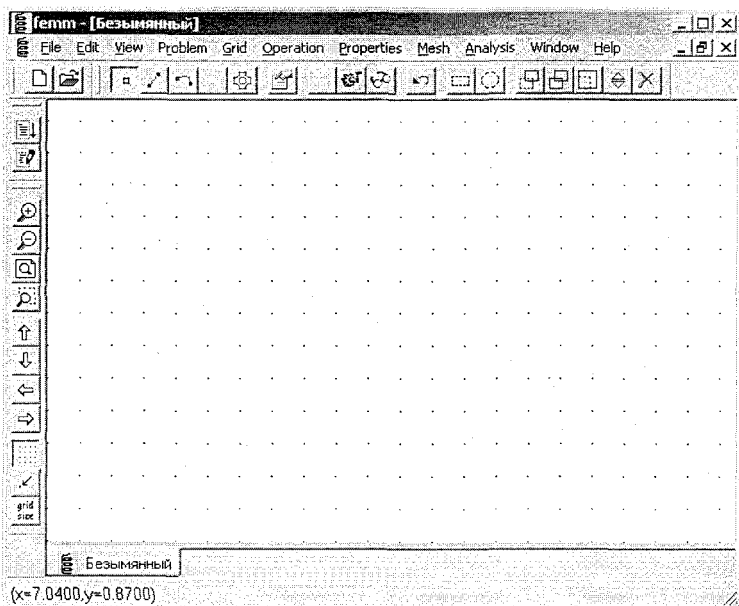 femm - [Безымянный]
File Edit View Problem Grid Operation Properties Mesh Analysis Window Help
grid
size
Безымянный
(x=7.0400,y=0.8700)